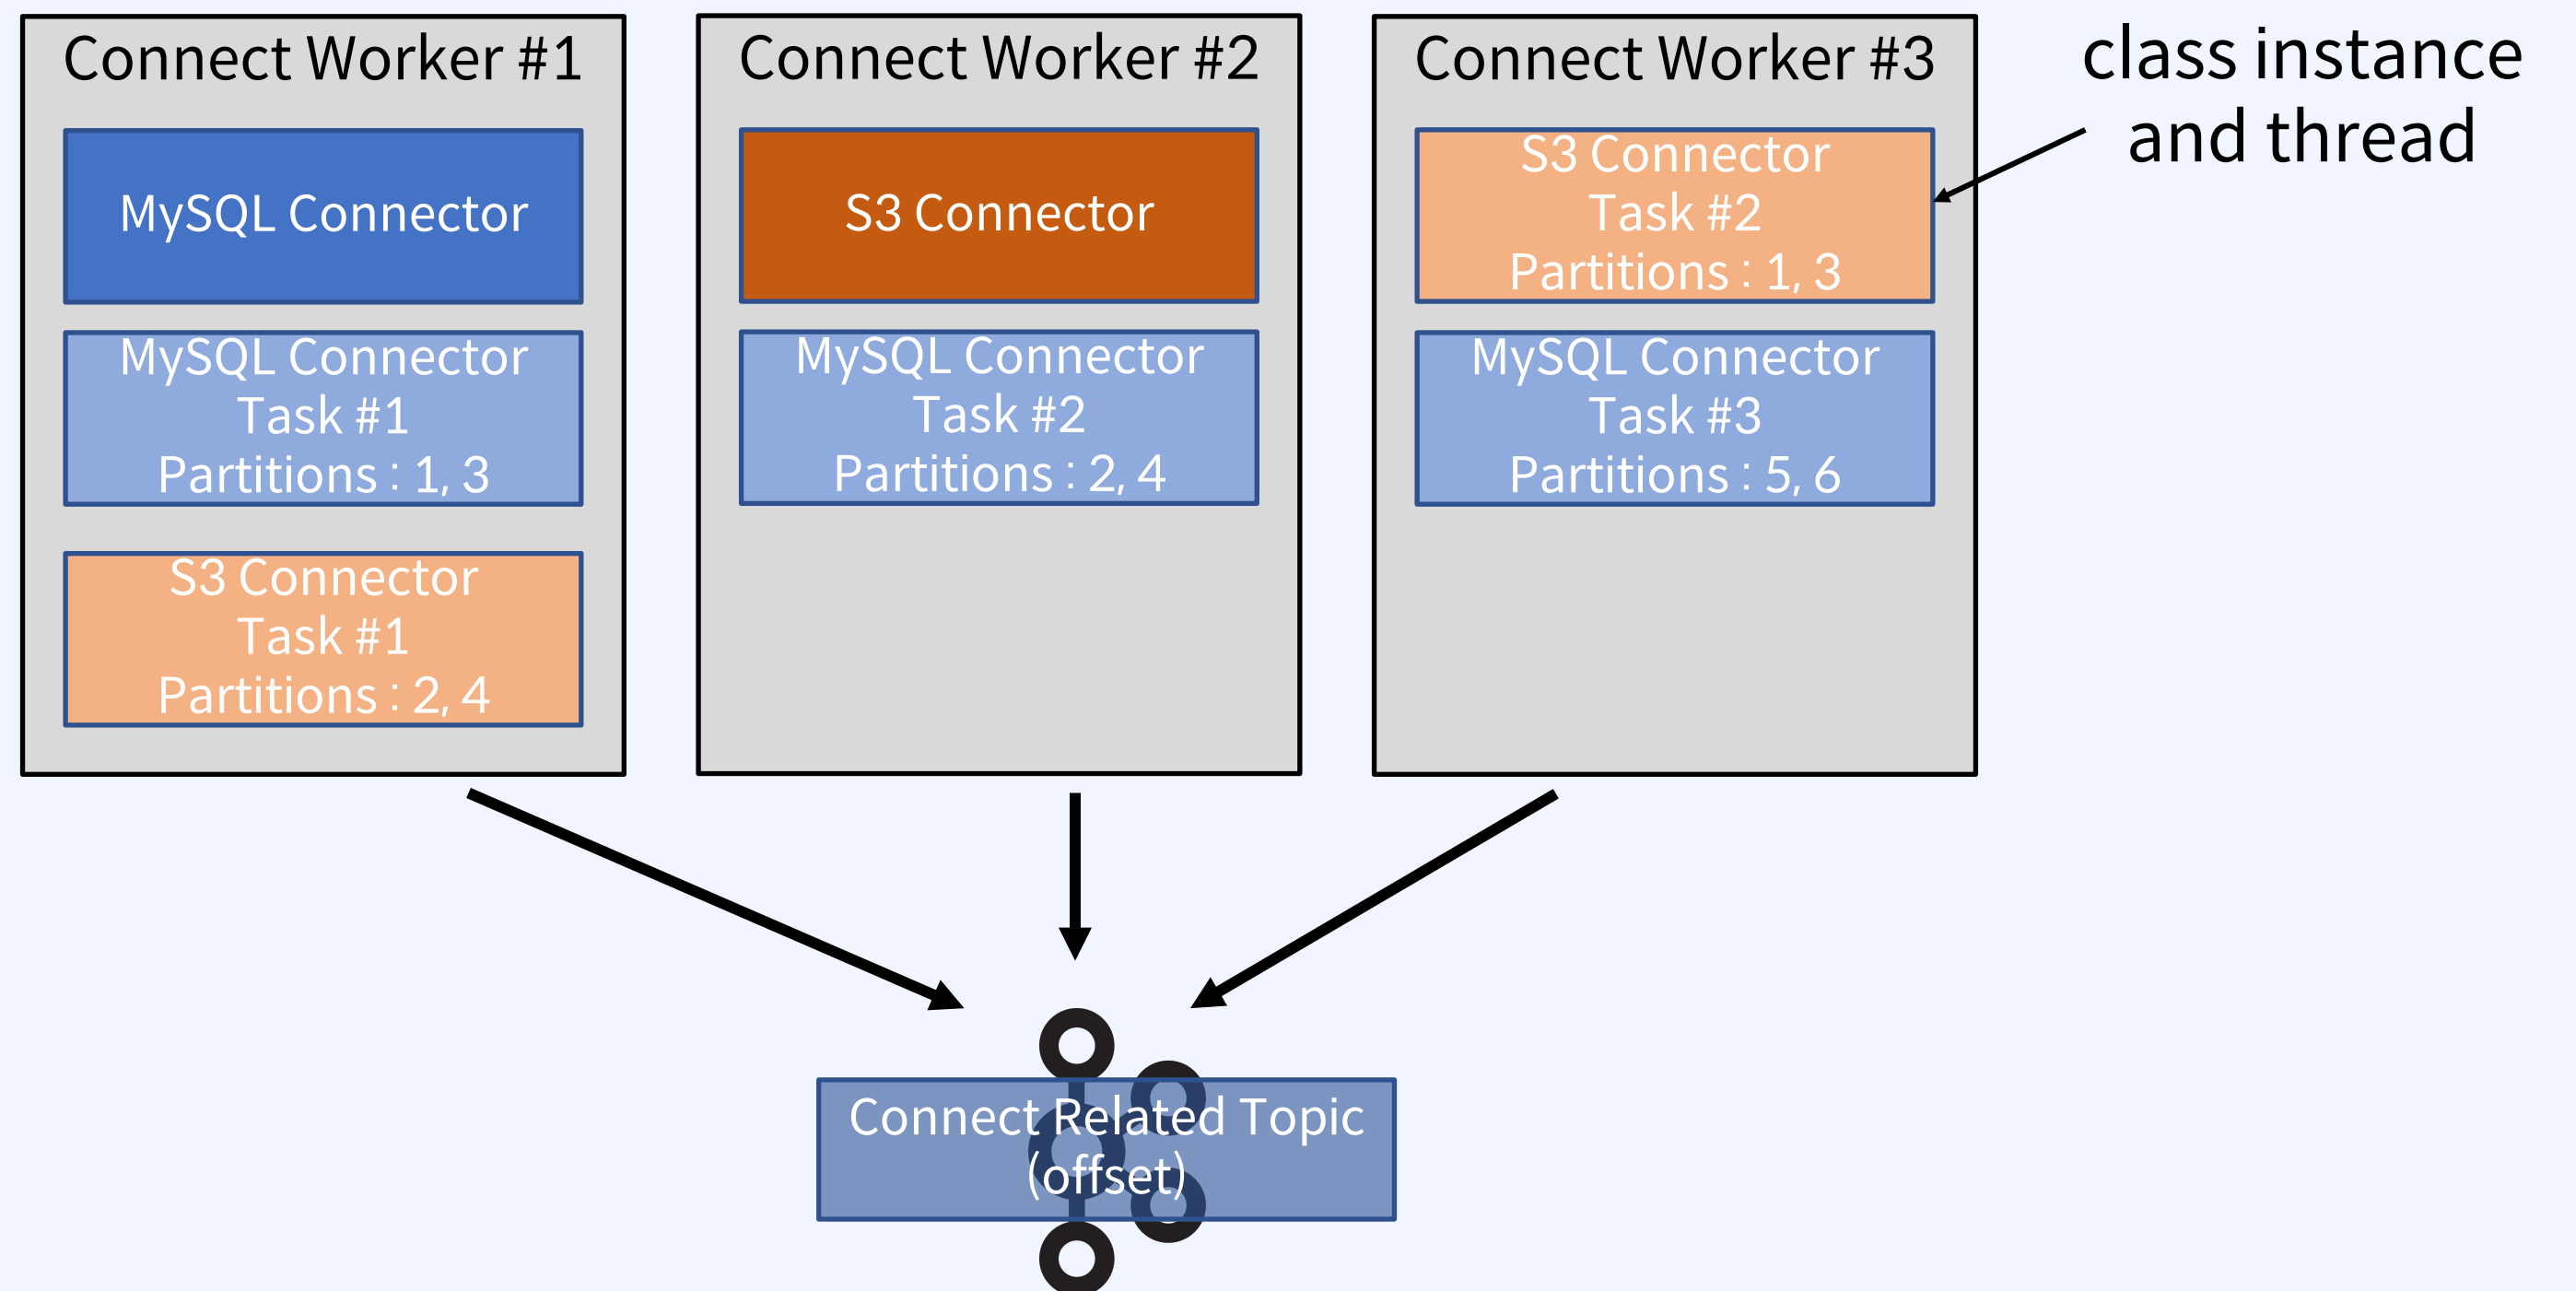 Connect Worker #1
MySQL Connector
MySQL Connector
Task #1
Partitions : 1, 3
S3 Connector
Task #1
Partitions : 2, 4
Connect Worker #2
S3 Connector
MySQL Connector
Task #2
Partitions : 2, 4
Connect Worker #3
S3 Connector
Task #2
Partitions : 1, 3
MySQL Connector
Task #3
Partitions : 5, 6
class instance
and thread
Connect Related Topic
(offset)